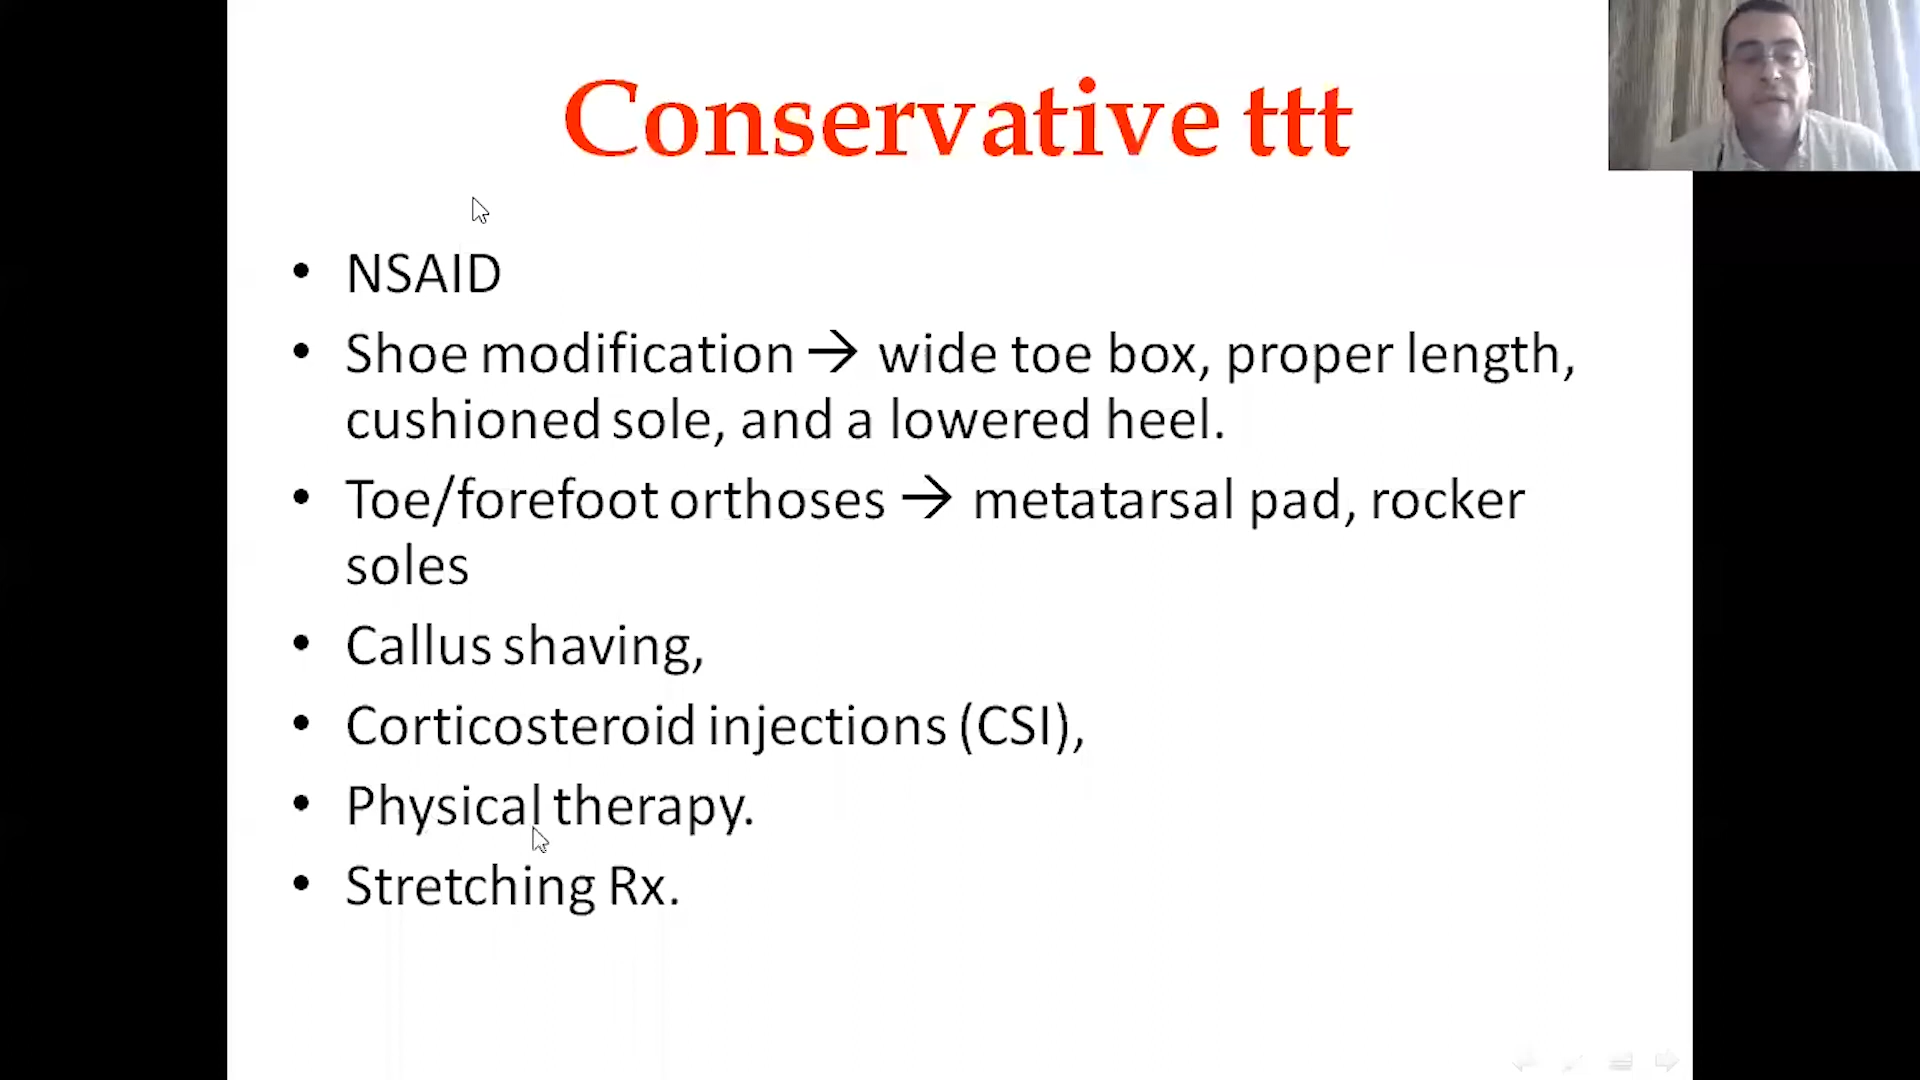 Conservative ttt
• NSAID
• Shoe modification → wide toe box, proper length,
cushioned sole, and a lowered heel.
• Toe/forefoot orthoses → metatarsal pad, rocker
soles
• Callus shaving,
• Corticosteroid injections (CSI),
• Physical therapy.
• Stretching Rx.